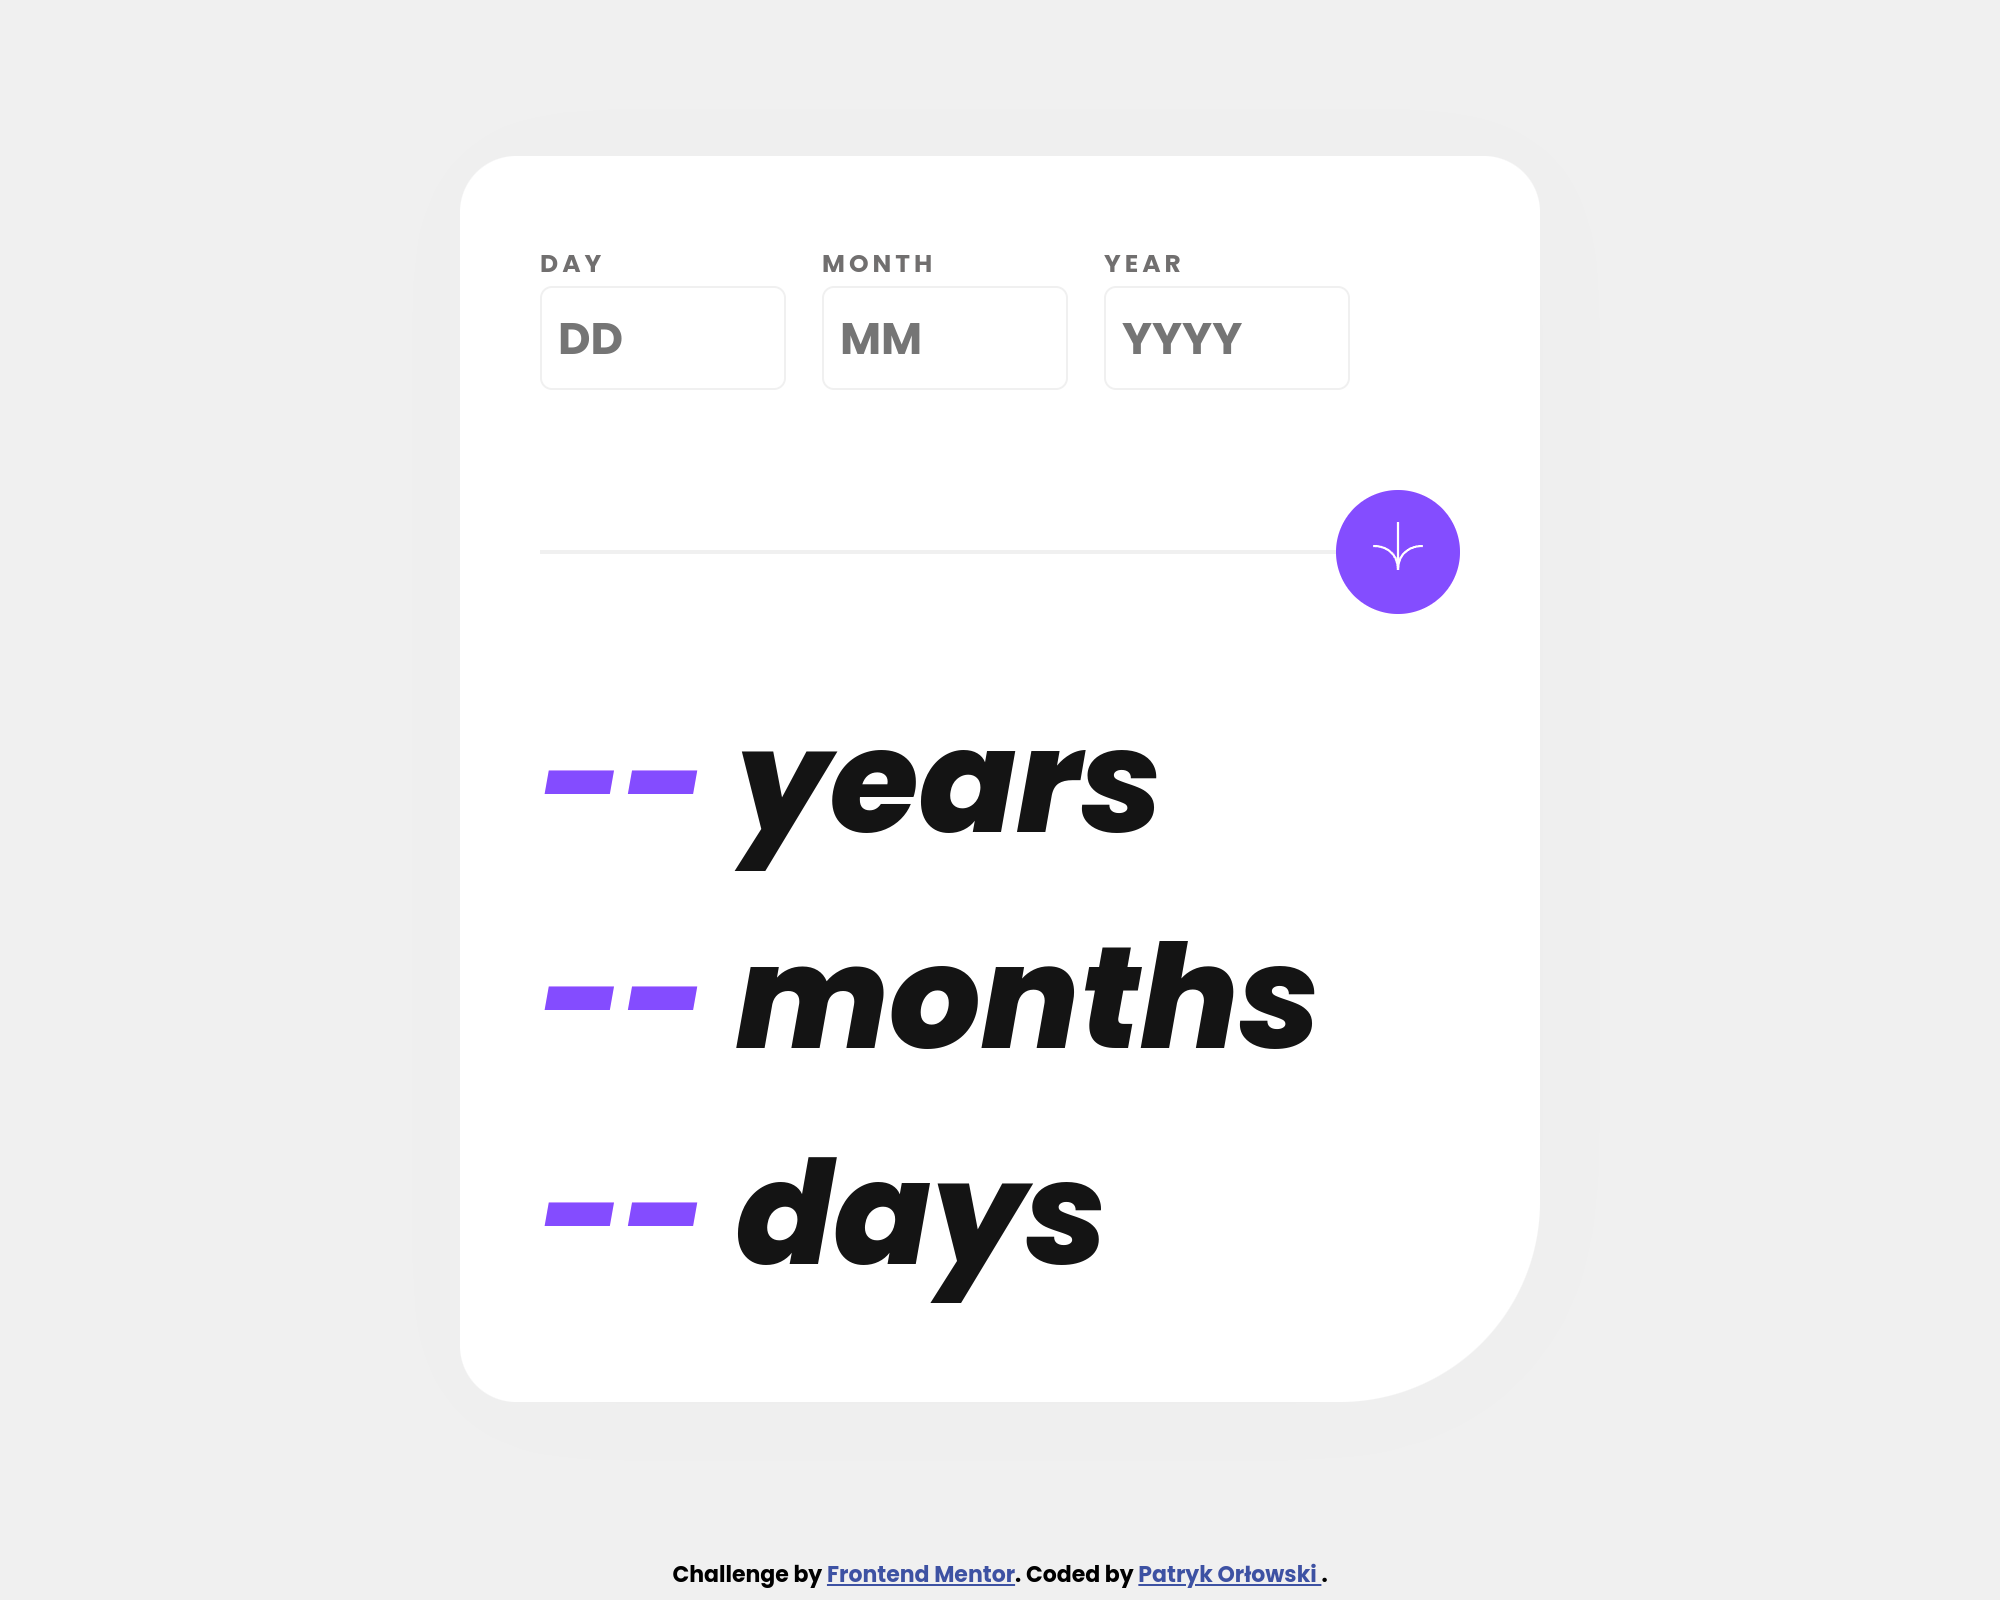 DAY MONTH YEAR
DD MM YYYY
-- years
-- months
-- days
Challenge by Frontend Mentor. Coded by Patryk Orłowski .